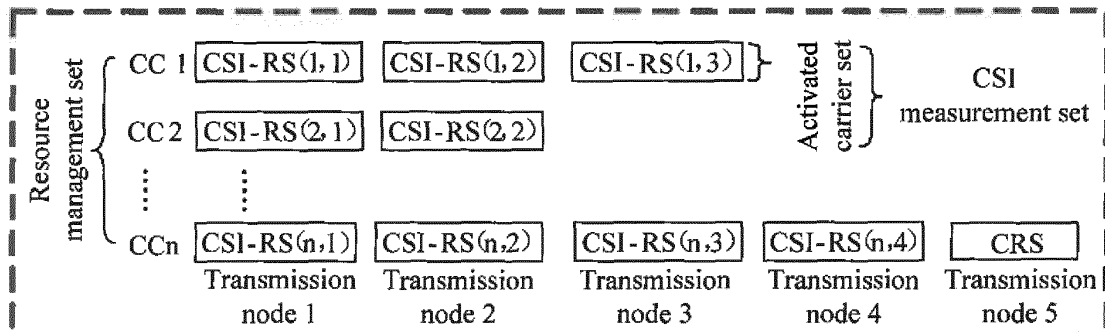 Resource
management set
CC 1 CSI-RS(1,1) CSI-RS(1,2) CSI-RS(1,3)
CC 2 CSI-RS(2,1) CSI-RS(2,2)
CCn CSI-RS(n,1) CSI-RS(n,2) CSI-RS(n,3) CSI-RS(n,4) CRS
Activated
carrier set
CSI
measurement set
Transmission
node 1
Transmission
node 2
Transmission
node 3
Transmission
node 4
Transmission
node 5